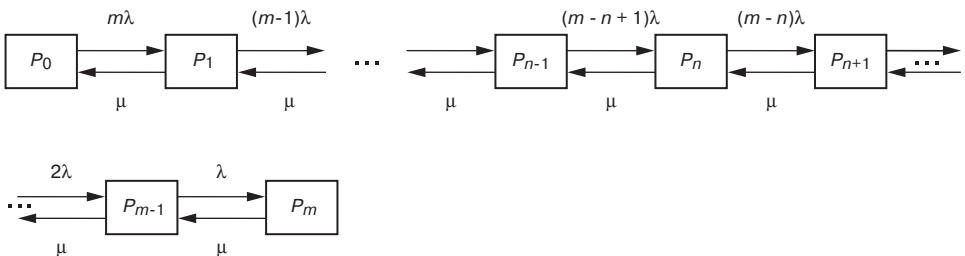 mλ (m-1)λ (m - n + 1)λ (m - n)λ
P0 P1 ... Pn-1 Pn Pn+1 ...
μ μ μ μ μ
2λ λ
... Pm-1 Pm
μ μ